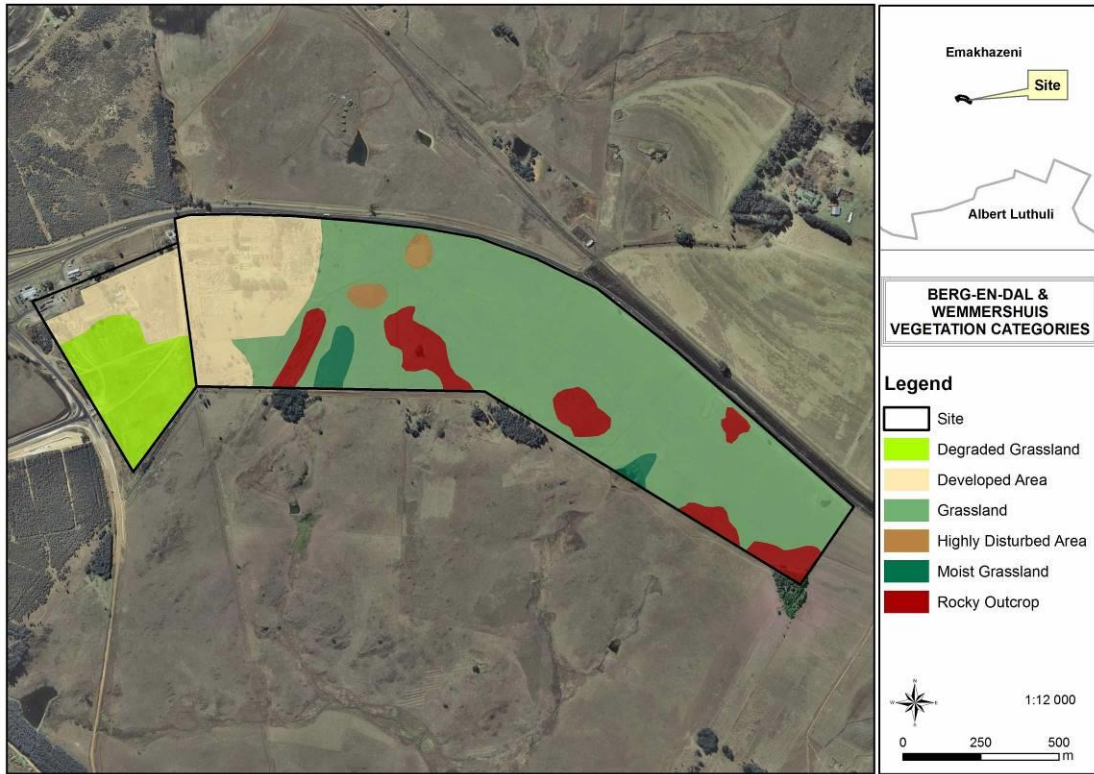 Emakhazeni
Site
Albert Luthuli
BERG-EN-DAL &
WEMMERSHUIS
VEGETATION CATEGORIES
Legend
Site
Degraded Grassland
Developed Area
Grassland
Highly Disturbed Area
Moist Grassland
Rocky Outcrop
N
W E
S
1:12 000
0 250 500
m